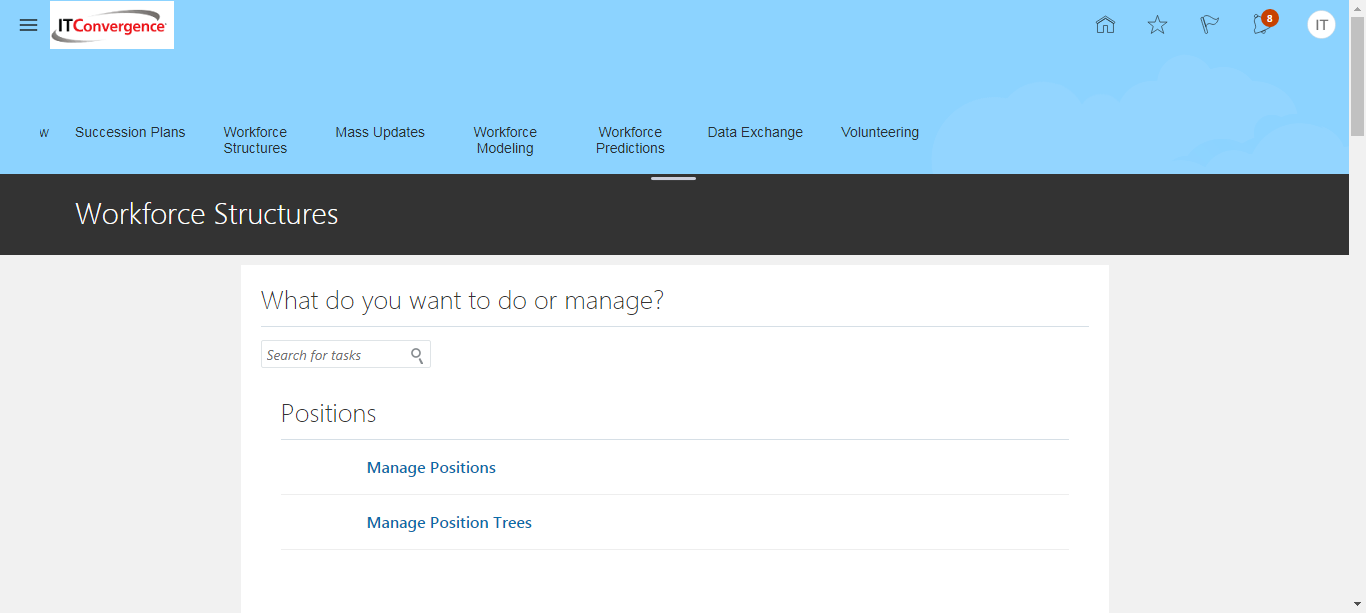 ITConvergence
8
IT
w
Succession Plans
Workforce
Structures
Mass Updates
Workforce
Modeling
Workforce
Predictions
Data Exchange
Volunteering
Workforce Structures
What do you want to do or manage?
Search for tasks
Positions
Manage Positions
Manage Position Trees